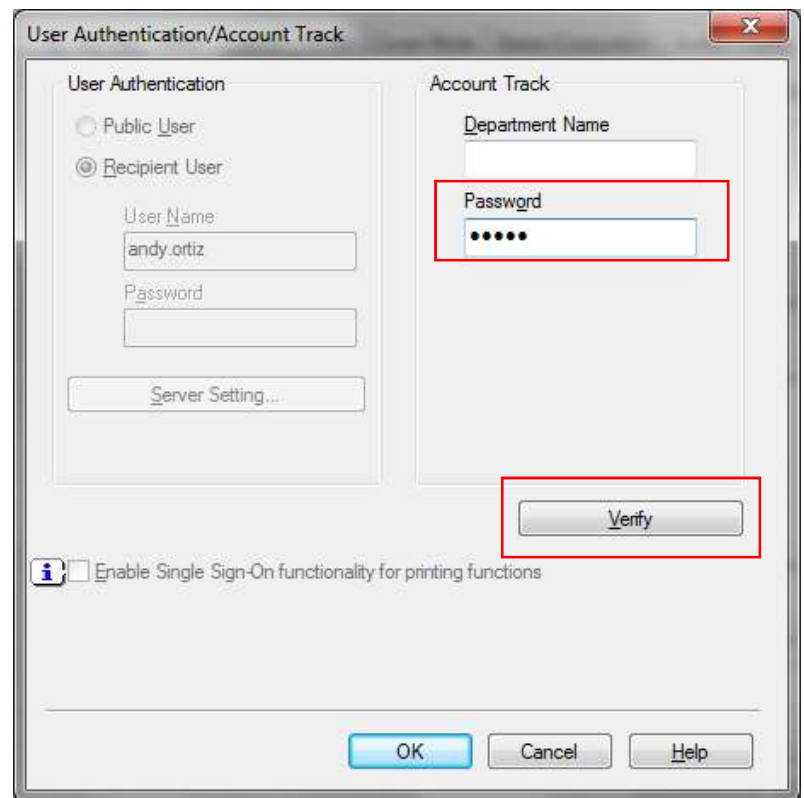 User Authentication/Account Track
User Authentication
Public User
Recipient User
User Name
andy.ortiz
Password
Server Setting...
Account Track
Department Name
Password
•••••
Verify
Enable Single Sign-On functionality for printing functions
OK
Cancel
Help